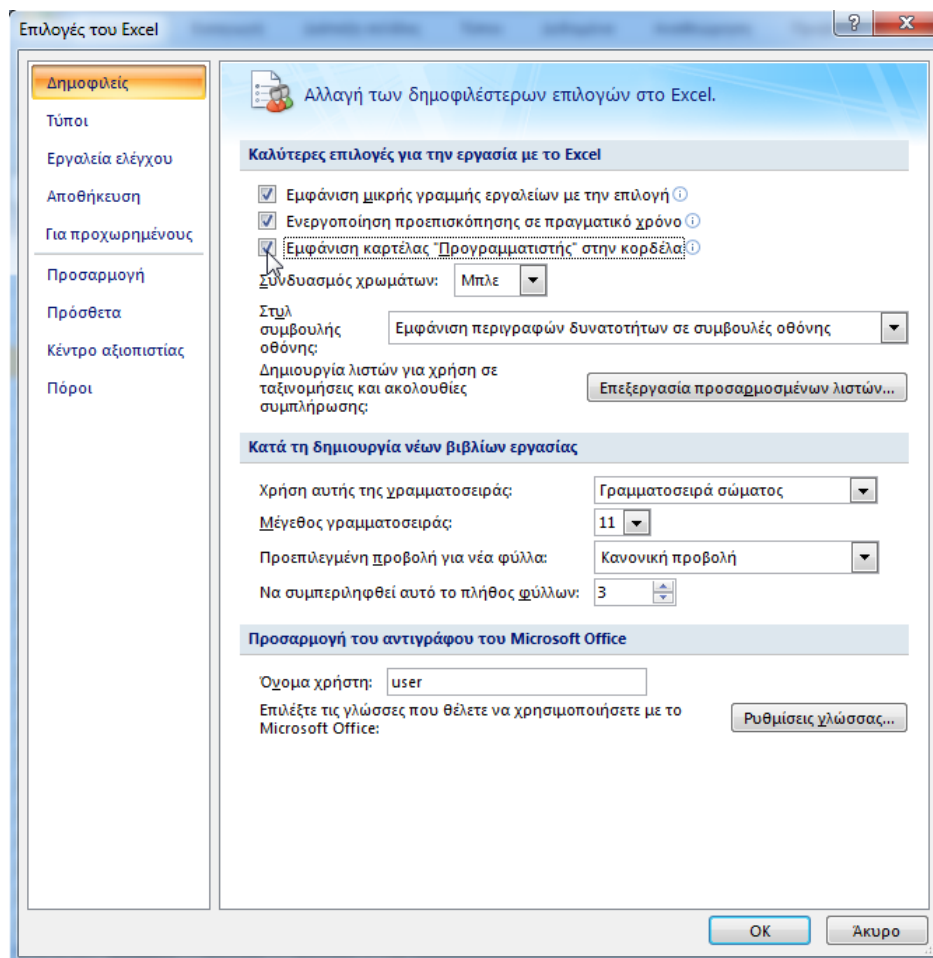 Επιλογές του Excel
Δημοφιλείς
Τύποι
Εργαλεία ελέγχου
Αποθήκευση
Για προχωρημένους
Προσαρμογή
Πρόσθετα
Κέντρο αξιοπιστίας
Πόροι
Αλλαγή των δημοφιλέστερων επιλογών στο Excel.
Καλύτερες επιλογές για την εργασία με το Excel
Εμφάνιση μικρής γραμμής εργαλείων με την επιλογή
Ενεργοποίηση προεπισκόπησης σε πραγματικό χρόνο
Εμφάνιση καρτέλας "Προγραμματιστής" στην κορδέλα
Συνδυασμός χρωμάτων: Μπλε
Στυλ
συμβουλής
οθόνης:
Εμφάνιση περιγραφών δυνατοτήτων σε συμβουλές οθόνης
Δημιουργία λιστών για χρήση σε
ταξινομήσεις και ακολουθίες
συμπλήρωσης:
Επεξεργασία προσαρμοσμένων λιστών...
Κατά τη δημιουργία νέων βιβλίων εργασίας
Χρήση αυτής της γραμματοσειράς: Γραμματοσειρά σώματος
Μέγεθος γραμματοσειράς: 11
Προεπιλεγμένη προβολή για νέα φύλλα: Κανονική προβολή
Να συμπεριληφθεί αυτό το πλήθος φύλλων: 3
Προσαρμογή του αντιγράφου του Microsoft Office
Όνομα χρήστη: user
Επιλέξτε τις γλώσσες που θέλετε να χρησιμοποιήσετε με το
Microsoft Office:
Ρυθμίσεις γλώσσας...
OK
Άκυρο